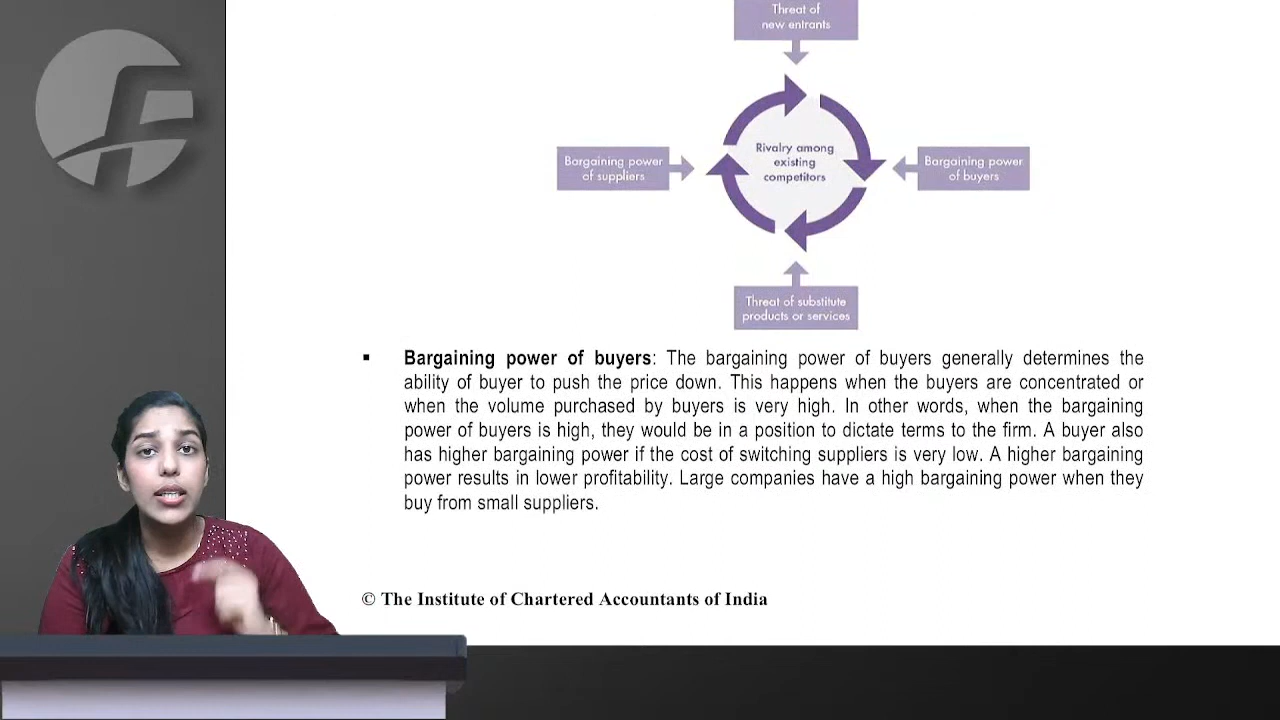 Threat of
new entrants
Bargaining power
of suppliers
Rivalry among
existing
competitors
Bargaining power
of buyers
Threat of substitute
products or services
▪ Bargaining power of buyers: The bargaining power of buyers generally determines the
ability of buyer to push the price down. This happens when the buyers are concentrated or
when the volume purchased by buyers is very high. In other words, when the bargaining
power of buyers is high, they would be in a position to dictate terms to the firm. A buyer also
has higher bargaining power if the cost of switching suppliers is very low. A higher bargaining
power results in lower profitability. Large companies have a high bargaining power when they
buy from small suppliers.
© The Institute of Chartered Accountants of India